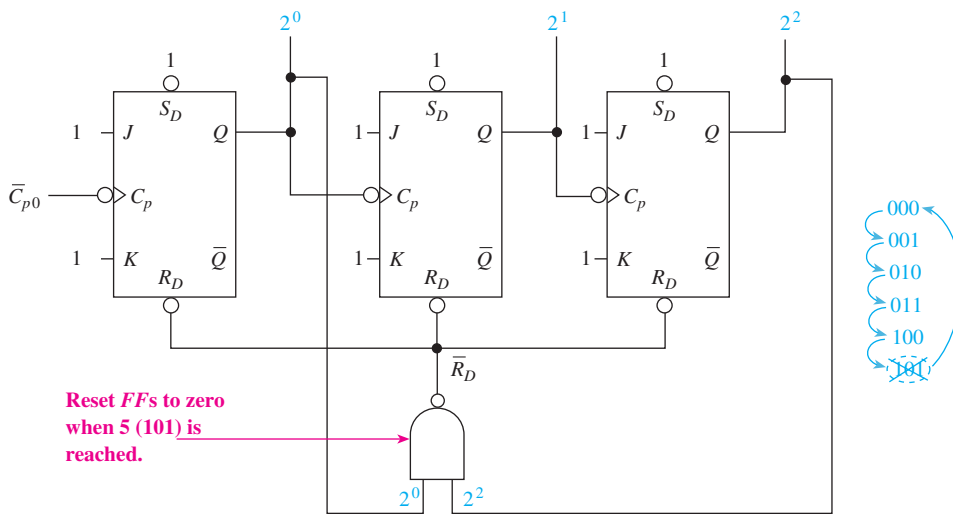 2⁰ 2¹ 2²
1 1 1
S_D S_D S_D
1 J Q 1 J Q 1 J Q
C̅_p0 C_p C_p C_p
1 K Q̅ 1 K Q̅ 1 K Q̅
R_D R_D R_D
R̅_D
Reset FFs to zero
when 5 (101) is
reached.
2⁰ 2²
000
001
010
011
100
101